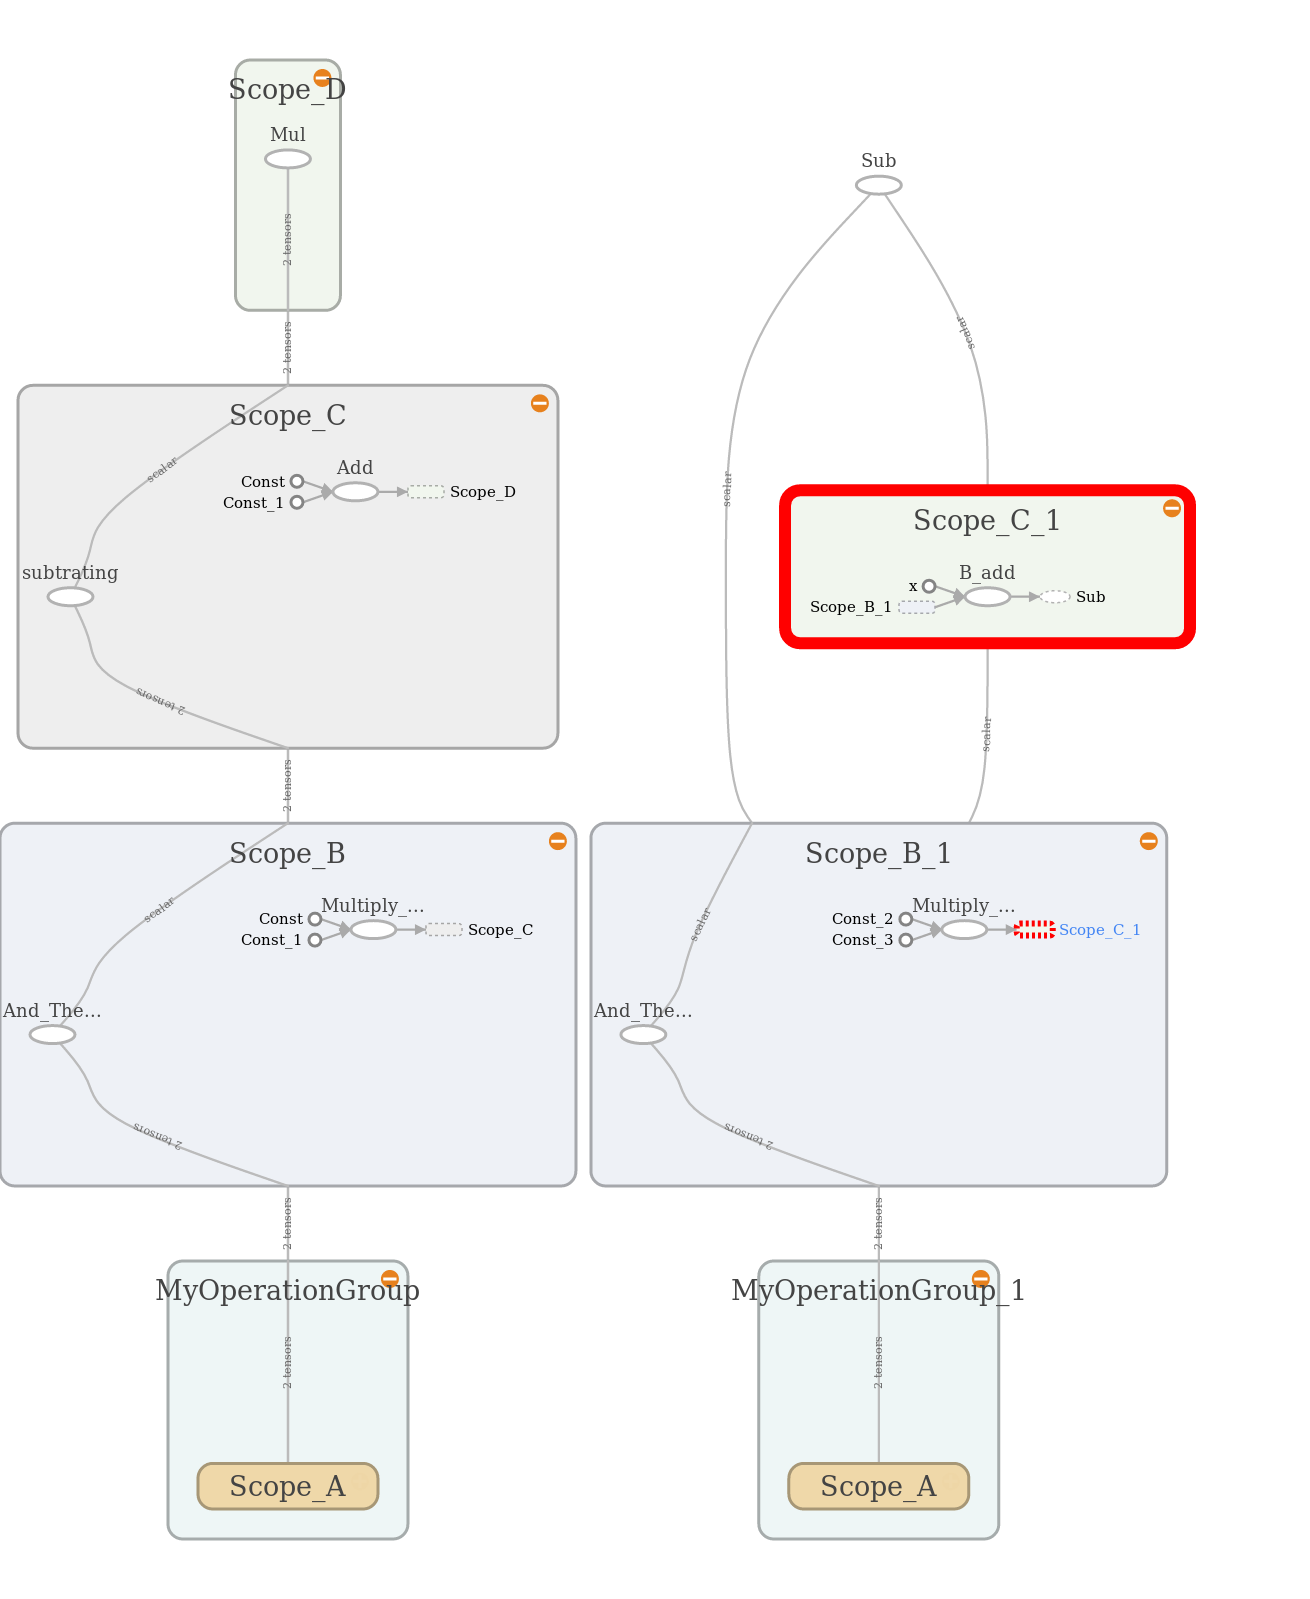 Scope_D
Mul
2 tensors
2 tensors
Scope_C
scalar
Add
Const
Const_1
Scope_D
subtrating
2 tensors
2 tensors
Scope_B
scalar
Multiply_...
Const
Const_1
Scope_C
And_The...
2 tensors
2 tensors
MyOperationGroup
2 tensors
Scope_A
Sub
scalar
scalar
Scope_C_1
B_add
x
Scope_B_1
Sub
scalar
Scope_B_1
scalar
Multiply_...
Const_2
Const_3
Scope_C_1
And_The...
2 tensors
2 tensors
MyOperationGroup_1
2 tensors
Scope_A